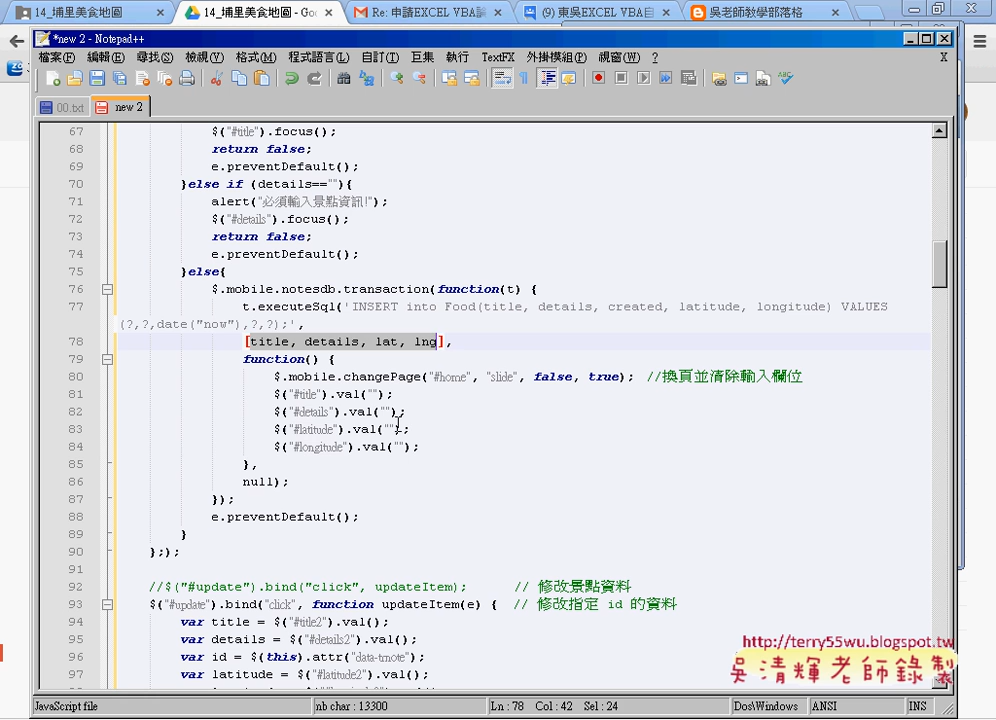 14_埔里美食地圖
14_埔里美食地圖 - Goo
Re: 申請EXCEL VBA
(9) 東吳EXCEL VBA自
吳老師教學部落格
*new 2 - Notepad++
檔案(F) 編輯(E) 尋找(S) 檢視(V) 格式(M) 程式語言(L) 自訂(T) 巨集 執行 TextFX 外掛模組(P) 視窗(W) ? X
00.txt new 2
67 $("#title").focus();
68 return false;
69 e.preventDefault();
70 }else if (details==""){
71 alert("必須輸入景點資訊!");
72 $("#details").focus();
73 return false;
74 e.preventDefault();
75 }else{
76 $.mobile.notesdb.transaction(function(t) {
77 t.executeSql('INSERT into Food(title, details, created, latitude, longitude) VALUES
(?,?,date("now"),?,?);',
78 [title, details, lat, lng],
79 function() {
80 $.mobile.changePage("#home", "slide", false, true); //換頁並清除輸入欄位
81 $("#title").val("");
82 $("#details").val("");
83 $("#latitude").val("");
84 $("#longitude").val("");
85 },
86 null);
87 });
88 e.preventDefault();
89 }
90 };);
91
92 //$("#update").bind("click", updateItem); // 修改景點資料
93 $("#update").bind("click", function updateItem(e) { // 修改指定 id 的資料
94 var title = $("#title2").val();
95 var details = $("#details2").val();
96 var id = $(this).attr("data-tmote");
97 var latitude = $("#latitude2").val();
http://terry55wu.blogspot.tw
吳清輝老師錄製
JavaScript file nb char : 13300 Ln : 78 Col : 42 Sel : 24 Dos\Windows ANSI INS